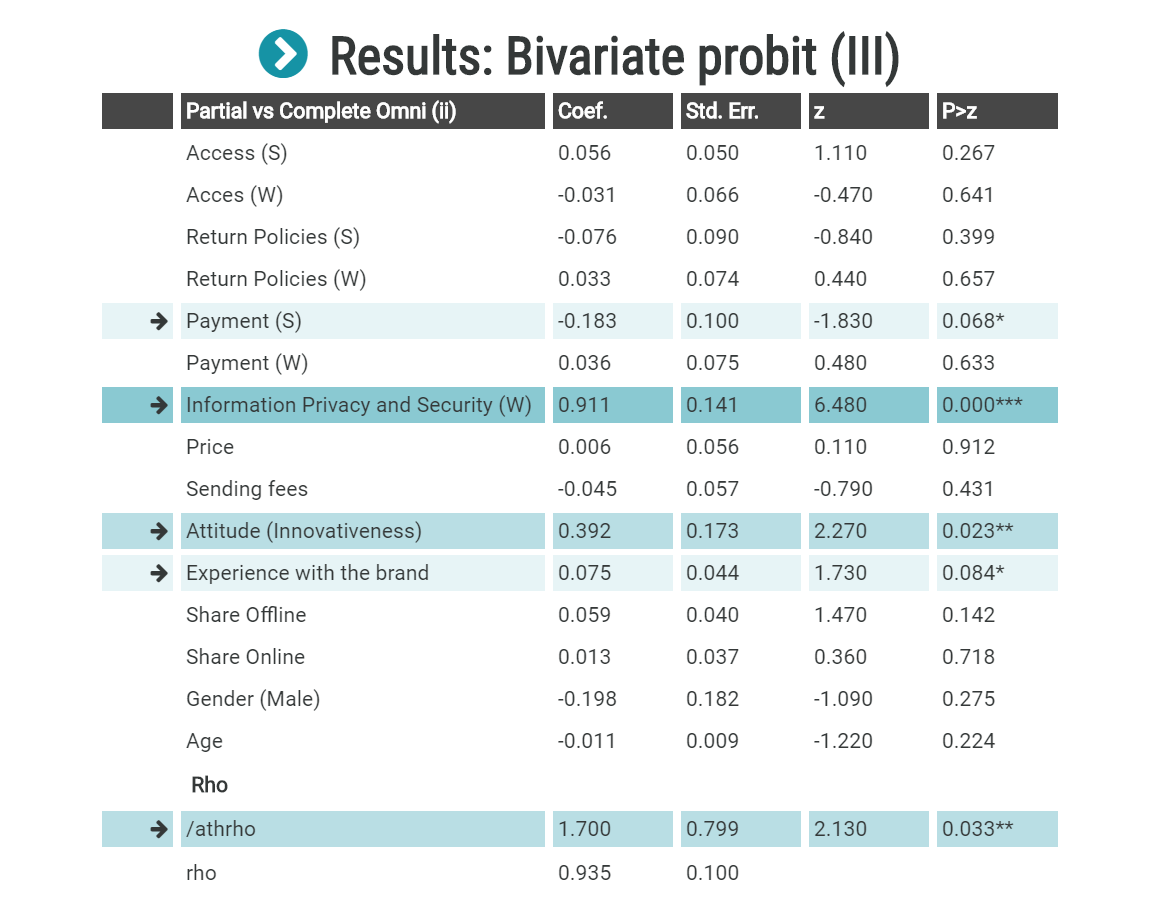 Results: Bivariate probit (III)
Partial vs Complete Omni (ii) Coef. Std. Err. z P>z
Access (S) 0.056 0.050 1.110 0.267
Acces (W) -0.031 0.066 -0.470 0.641
Return Policies (S) -0.076 0.090 -0.840 0.399
Return Policies (W) 0.033 0.074 0.440 0.657
Payment (S) -0.183 0.100 -1.830 0.068*
Payment (W) 0.036 0.075 0.480 0.633
Information Privacy and Security (W) 0.911 0.141 6.480 0.000***
Price 0.006 0.056 0.110 0.912
Sending fees -0.045 0.057 -0.790 0.431
Attitude (Innovativeness) 0.392 0.173 2.270 0.023**
Experience with the brand 0.075 0.044 1.730 0.084*
Share Offline 0.059 0.040 1.470 0.142
Share Online 0.013 0.037 0.360 0.718
Gender (Male) -0.198 0.182 -1.090 0.275
Age -0.011 0.009 -1.220 0.224
Rho
/athrho 1.700 0.799 2.130 0.033**
rho 0.935 0.100